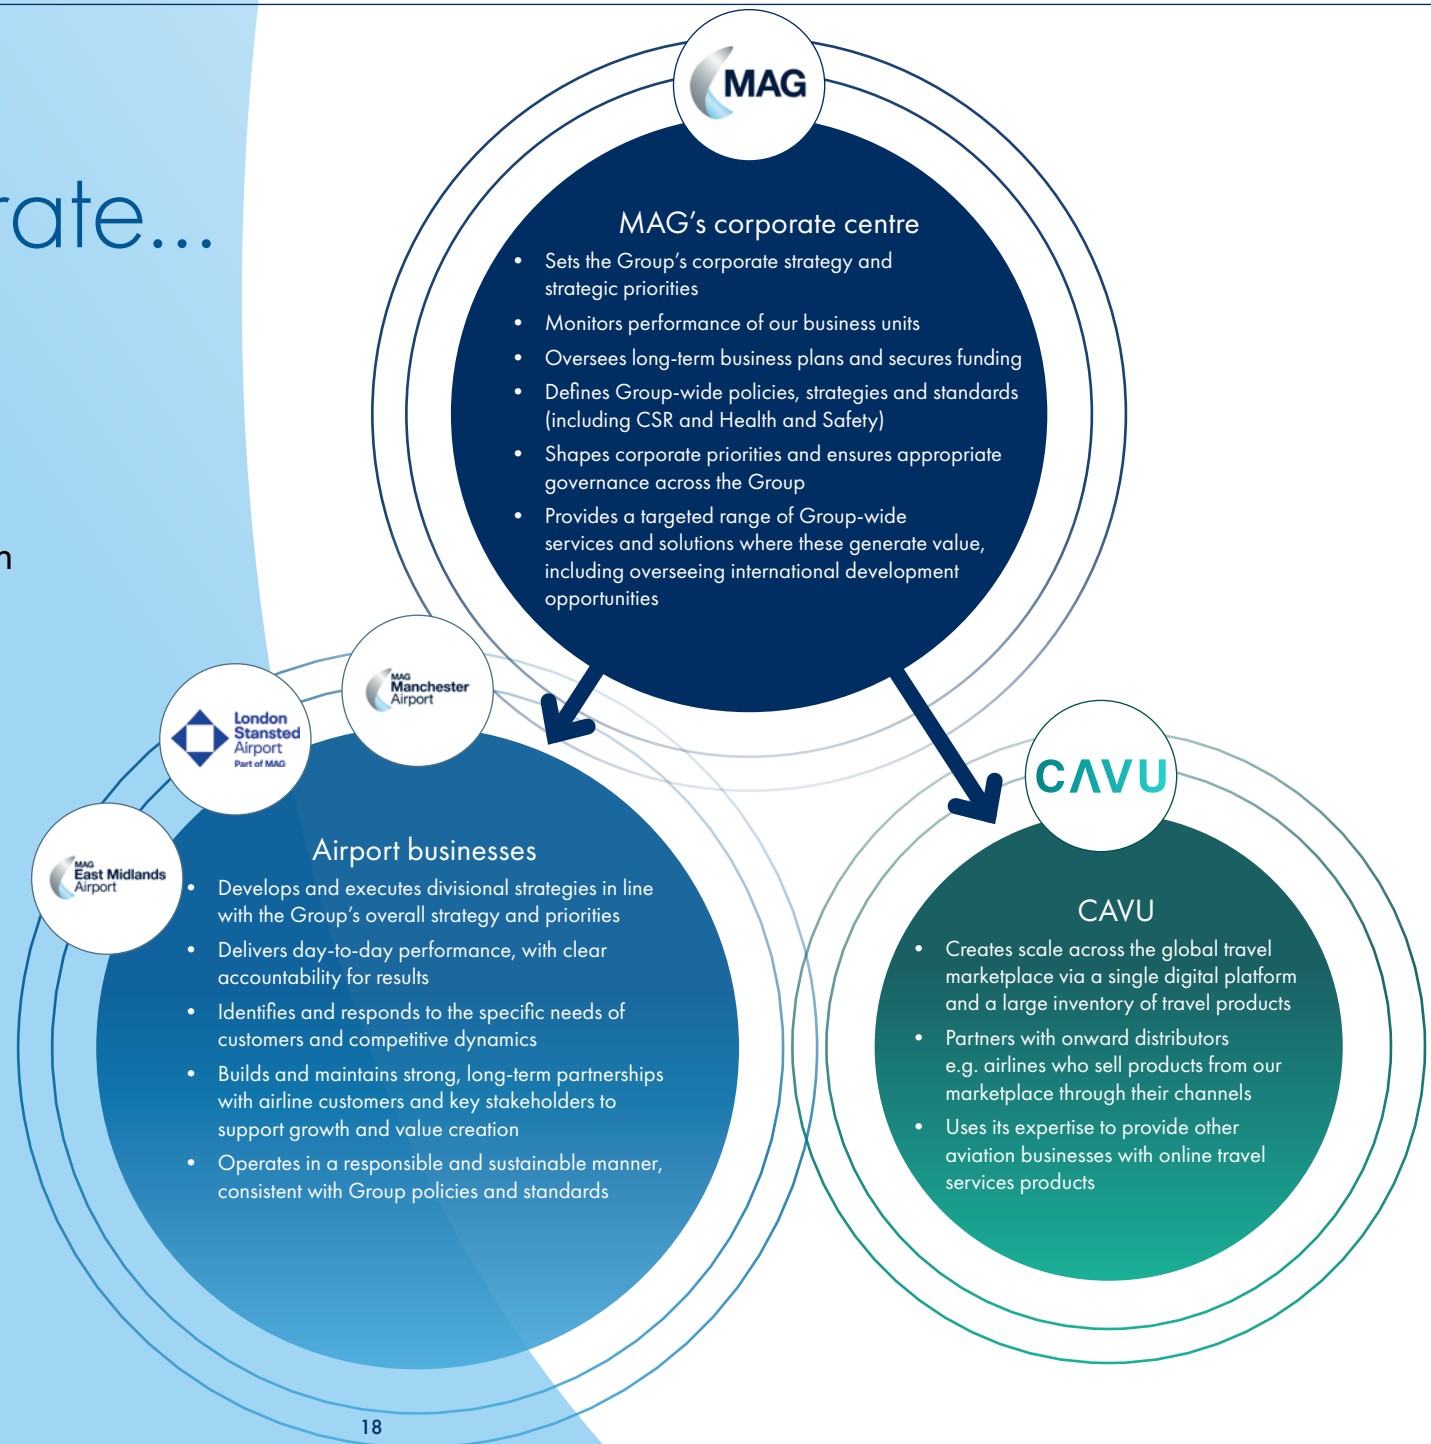 MAG
rate...
MAG's corporate centre
• Sets the Group's corporate strategy and
strategic priorities
• Monitors performance of our business units
• Oversees long-term business plans and secures funding
• Defines Group-wide policies, strategies and standards
(including CSR and Health and Safety)
• Shapes corporate priorities and ensures appropriate
governance across the Group
• Provides a targeted range of Group-wide
services and solutions where these generate value,
including overseeing international development
opportunities
n
MAG
Manchester
Airport
London
Stansted
Airport
Part of MAG
MAG
East Midlands
Airport
Airport businesses
• Develops and executes divisional strategies in line
with the Group's overall strategy and priorities
• Delivers day-to-day performance, with clear
accountability for results
• Identifies and responds to the specific needs of
customers and competitive dynamics
• Builds and maintains strong, long-term partnerships
with airline customers and key stakeholders to
support growth and value creation
• Operates in a responsible and sustainable manner,
consistent with Group policies and standards
CAVU
CAVU
• Creates scale across the global travel
marketplace via a single digital platform
and a large inventory of travel products
• Partners with onward distributors
e.g. airlines who sell products from our
marketplace through their channels
• Uses its expertise to provide other
aviation businesses with online travel
services products
18